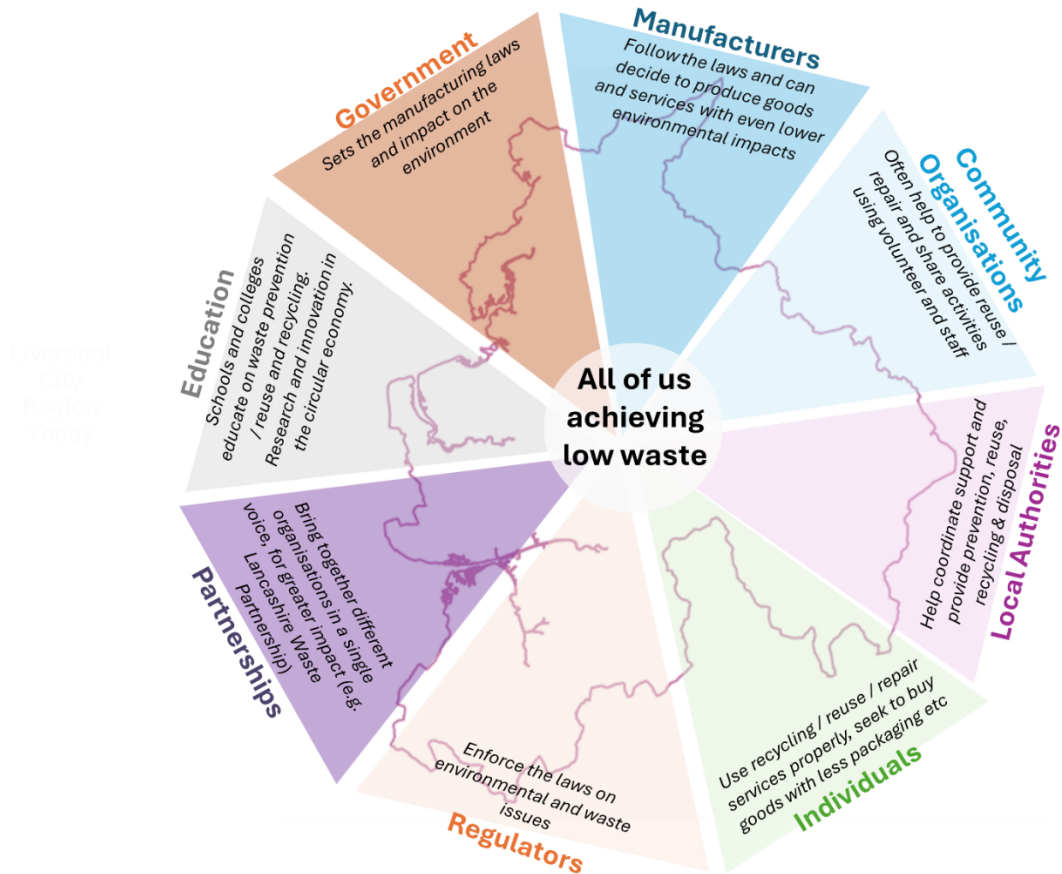 Government
Sets the manufacturing laws
and impact on the
environment
Manufacturers
Follow the laws and can
decide to produce goods
and services with even lower
environmental impacts
Community
Organisations
Often help to provide reuse /
repair and share activities
using volunteer and staff
Local Authorities
Help coordinate support and
provide prevention, reuse,
recycling & disposal
Individuals
Use recycling / reuse / repair
services properly, seek to buy
goods with less packaging etc
Regulators
Enforce the laws on
environmental and waste
issues
Partnerships
Bring together different
organisations in a single
voice, for greater impact (e.g.
Lancashire Waste
Partnership)
Education
Schools and colleges
educate on waste prevention
/ reuse and recycling.
Research and innovation in
the circular economy.
All of us
achieving
low waste
Liverpool
City
Region
Today